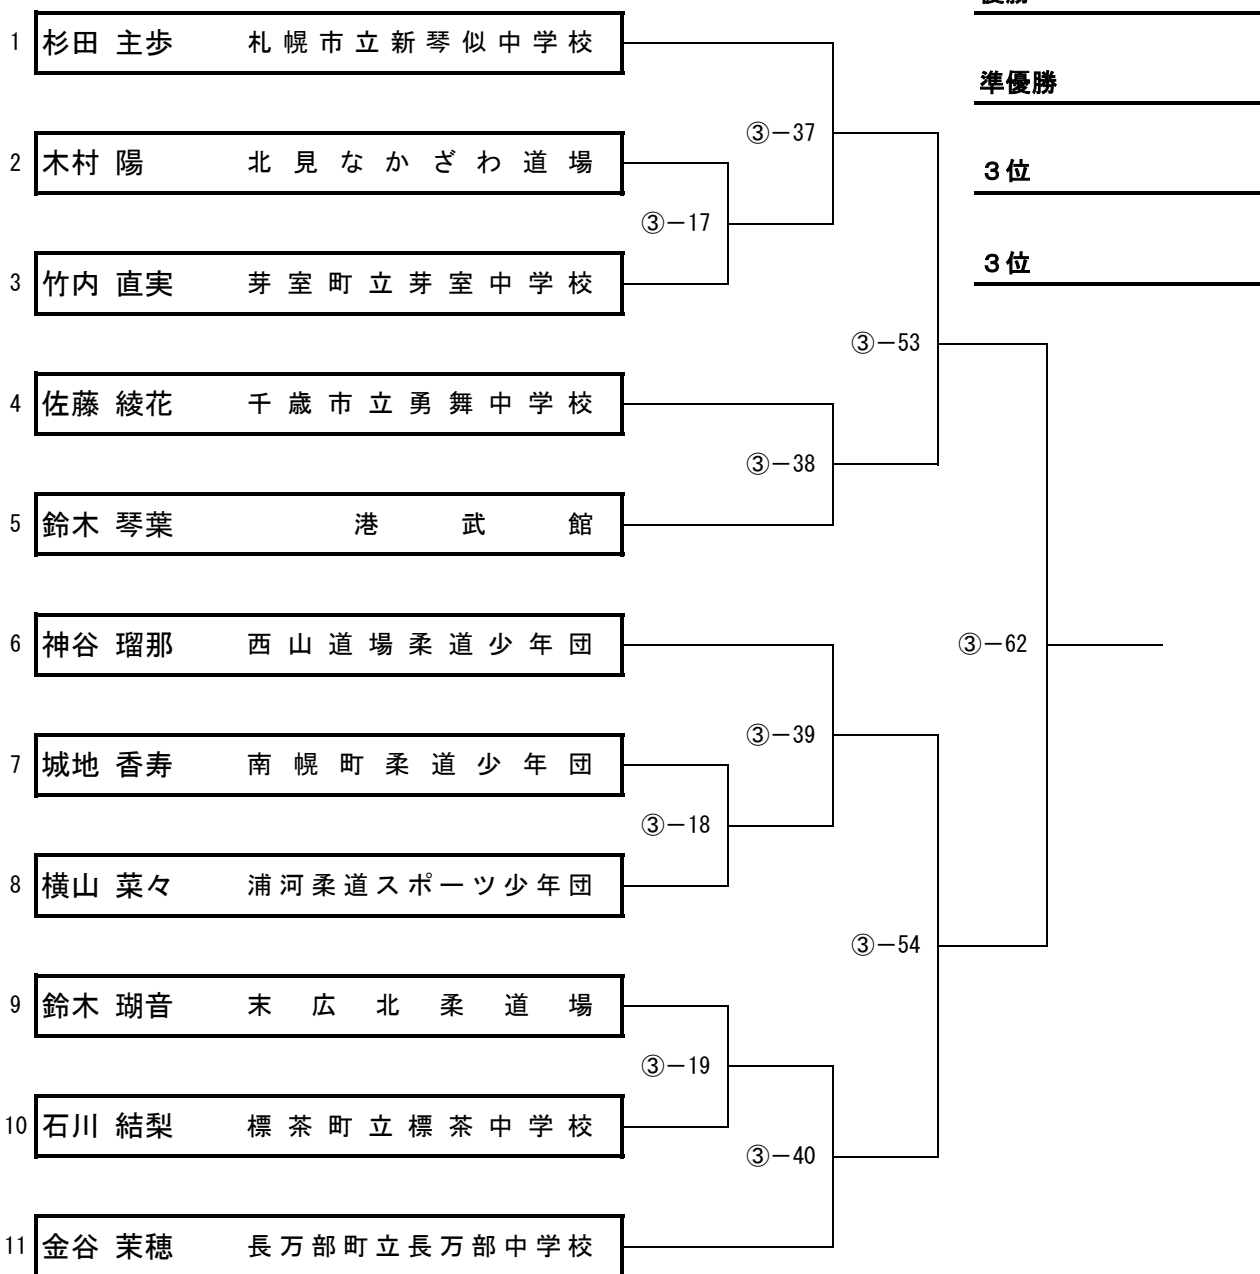 1 杉田 主歩 札幌市立新琴似中学校
準優勝
③−37
2 木村 陽 北見なかざわ道場
3位
③−17
3位
3 竹内 直実 芽室町立芽室中学校
③−53
4 佐藤 綾花 千歳市立勇舞中学校
③−38
5 鈴木 琴葉 港武館
6 神谷 瑠那 西山道場柔道少年団
③−62
③−39
7 城地 香寿 南幌町柔道少年団
③−18
8 横山 菜々 浦河柔道スポーツ少年団
③−54
9 鈴木 瑚音 末広北柔道場
③−19
10 石川 結梨 標茶町立標茶中学校
③−40
11 金谷 茉穂 長万部町立長万部中学校